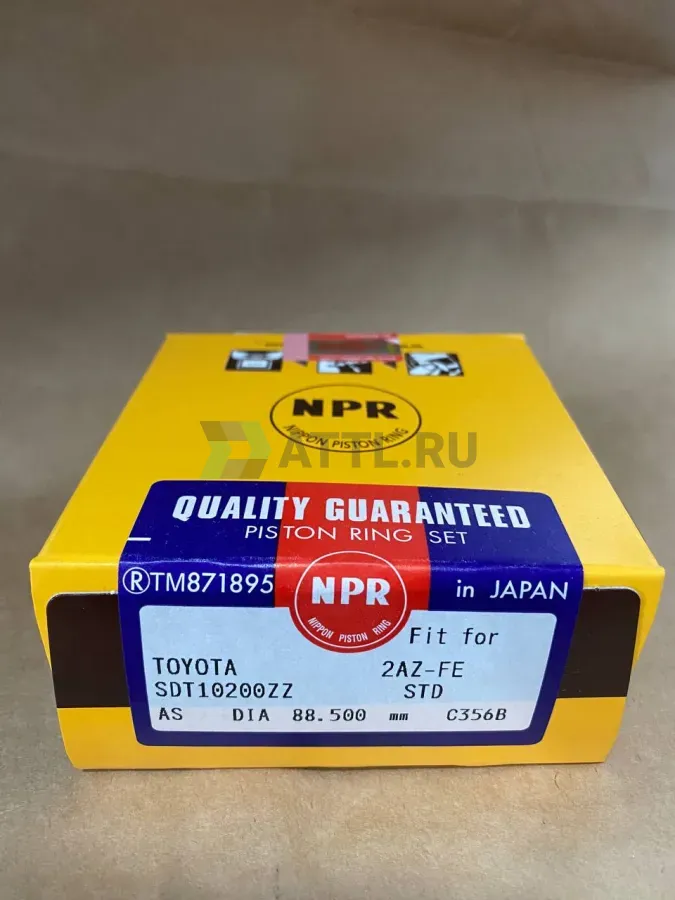 NPR
NIPPON PISTON RING
ATTL.RU
QUALITY GUARANTEED
PISTON RING SET
®TM871895
NPR
NIPPON PISTON RING
in JAPAN
Fit for
TOYOTA 2AZ-FE
SDT10200ZZ STD
AS DIA 88.500 mm C356B